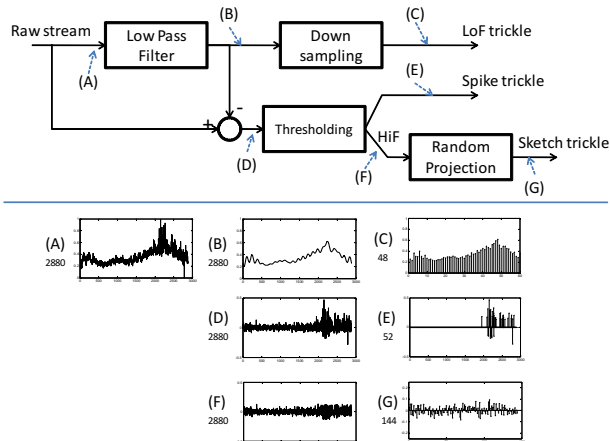 Raw stream
Low Pass
Filter
Down
sampling
LoF trickle
Spike trickle
Thresholding
HiF
Random
Projection
Sketch trickle
+
-
(A)
(B)
(C)
(D)
(E)
(F)
(G)
(A)
2880
(B)
2880
(C)
48
(D)
2880
(E)
52
(F)
2880
(G)
144